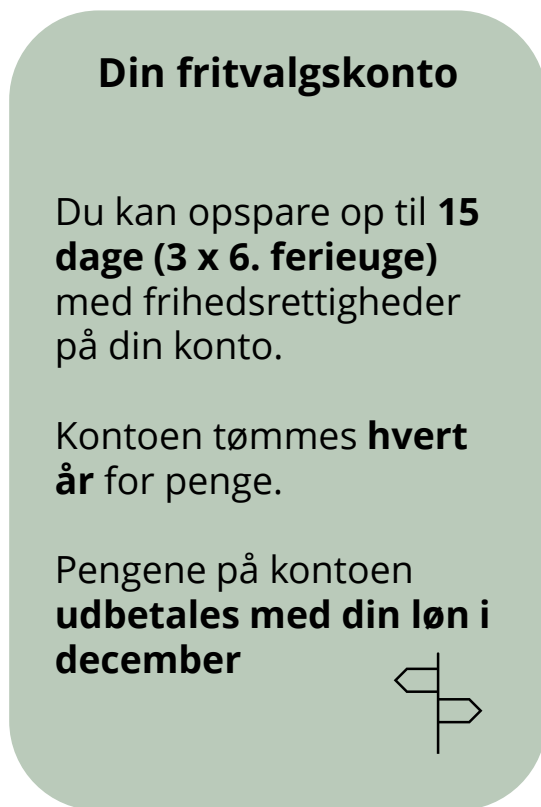 Din fritvalgskonto
Du kan opspare op til 15
dage (3 x 6. ferieuge)
med frihedsrettigheder
på din konto.
Kontoen tømmes hvert
år for penge.
Pengene på kontoen
udbetales med din løn i
december